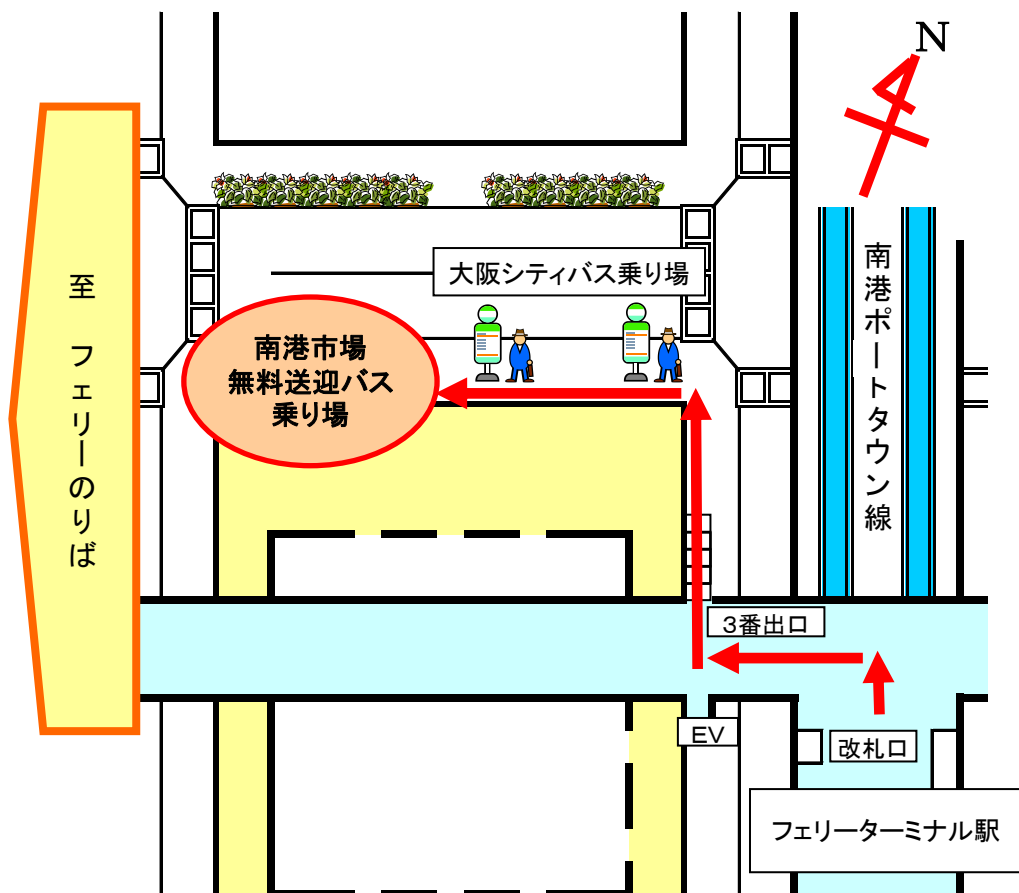 N
至 フェリーのりば
大阪シティバス乗り場
南港市場
無料送迎バス
乗り場
南港ポートタウン線
３番出口
EV
改札口
フェリーターミナル駅